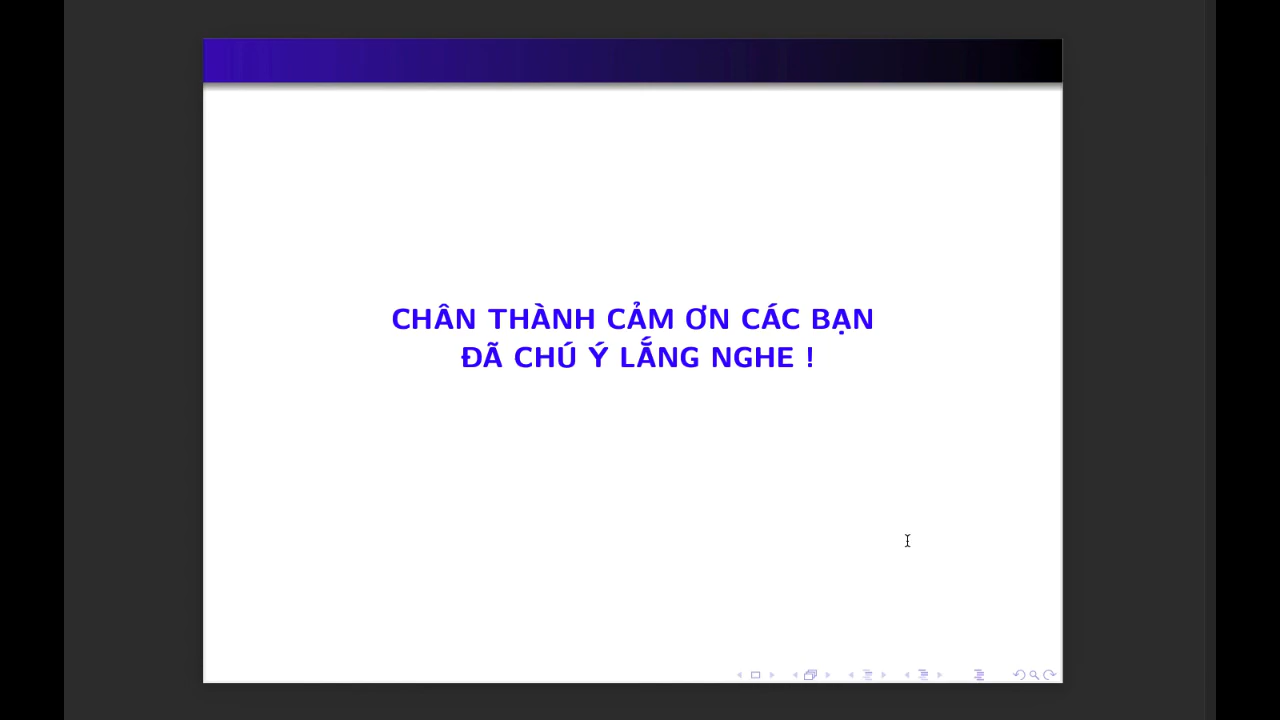 CHÂN THÀNH CẢM ƠN CÁC BẠN
ĐÃ CHÚ Ý LẮNG NGHE !